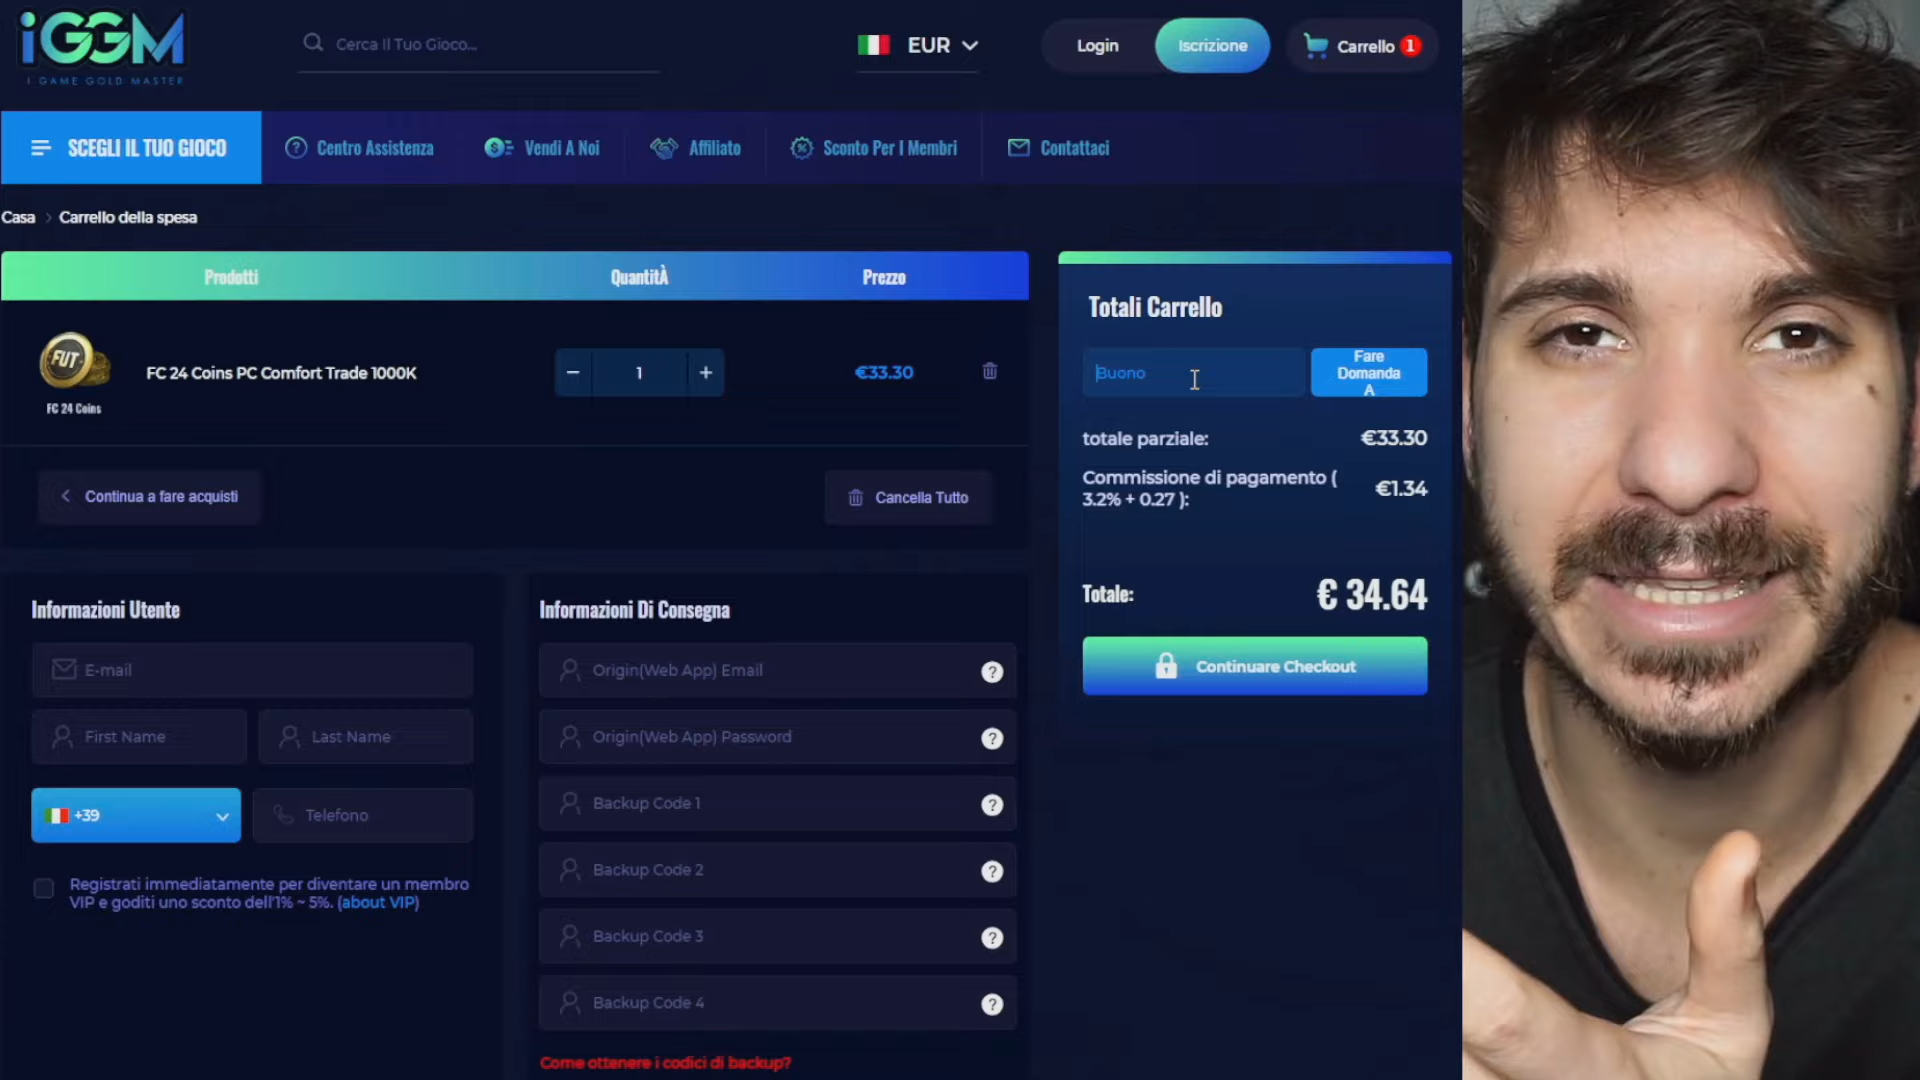 iGGM
I GAME GOLD MASTER
Cerca Il Tuo Gioco...
EUR
Login
Iscrizione
Carrello 1
SCEGLI IL TUO GIOCO
Centro Assistenza
Vendi A Noi
Affiliato
Sconto Per I Membri
Contattaci
Casa > Carrello della spesa
Prodotti
QuantitÀ
Prezzo
FUT
FC 24 Coins
FC 24 Coins PC Comfort Trade 1000K
− 1 +
€33.30
Continua a fare acquisti
Cancella Tutto
Totali Carrello
Buono
Fare
Domanda
A
totale parziale: €33.30
Commissione di pagamento (
3.2% + 0.27 ): €1.34
Totale: € 34.64
Continuare Checkout
Informazioni Utente
E-mail
First Name
Last Name
+39
Telefono
Registrati immediatamente per diventare un membro
VIP e goditi uno sconto dell'1% ~ 5%. (about VIP)
Informazioni Di Consegna
Origin(Web App) Email ?
Origin(Web App) Password ?
Backup Code 1 ?
Backup Code 2 ?
Backup Code 3 ?
Backup Code 4 ?
Come ottenere i codici di backup?